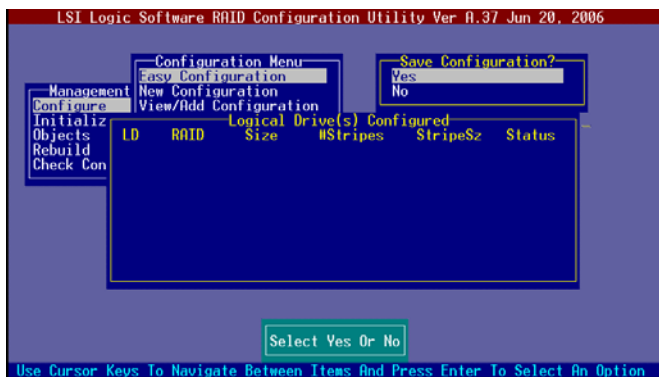 LSI Logic Software RAID Configuration Utility Ver A.37 Jun 20, 2006
Configuration Menu
Easy Configuration
New Configuration
View/Add Configuration
Save Configuration?
Yes
No
Management
Configure
Initializ
Objects
Rebuild
Check Con
Logical Drive(s) Configured
LD RAID Size #Stripes StripeSz Status
Select Yes Or No
Use Cursor Keys To Navigate Between Items And Press Enter To Select An Option